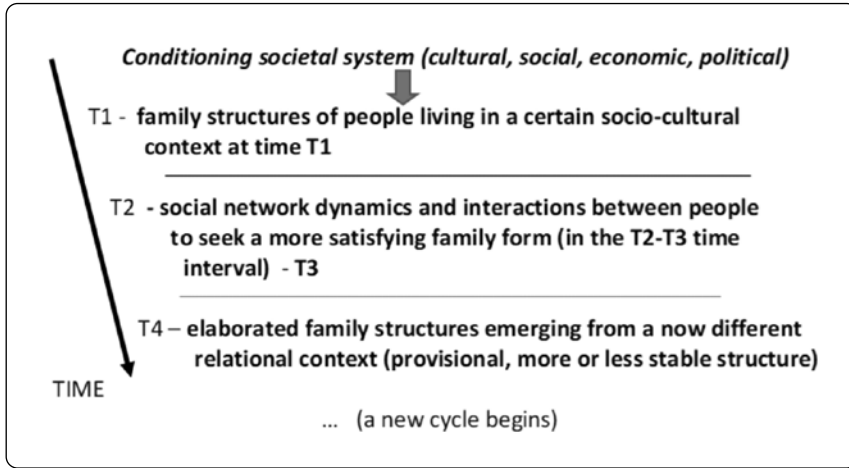 Conditioning societal system (cultural, social, economic, political)
T1 - family structures of people living in a certain socio-cultural
context at time T1
T2 - social network dynamics and interactions between people
to seek a more satisfying family form (in the T2-T3 time
interval) - T3
T4 – elaborated family structures emerging from a now different
relational context (provisional, more or less stable structure)
TIME
... (a new cycle begins)